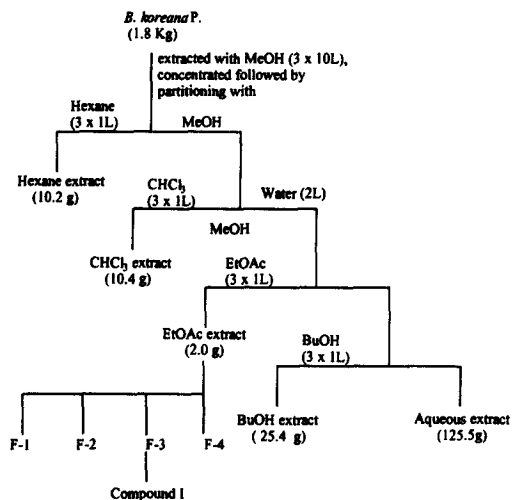 B. koreana P.
(1.8 Kg)
extracted with MeOH (3 x 10L),
concentrated followed by
partitioning with
Hexane
(3 x 1L)
MeOH
Hexane extract
(10.2 g)
CHCl3
(3 x 1L)
Water (2L)
MeOH
CHCl3 extract
(10.4 g)
EtOAc
(3 x 1L)
EtOAc extract
(2.0 g)
BuOH
(3 x 1L)
BuOH extract
( 25.4 g)
Aqueous extract
(125.5g)
F-1 F-2 F-3 F-4
Compound I